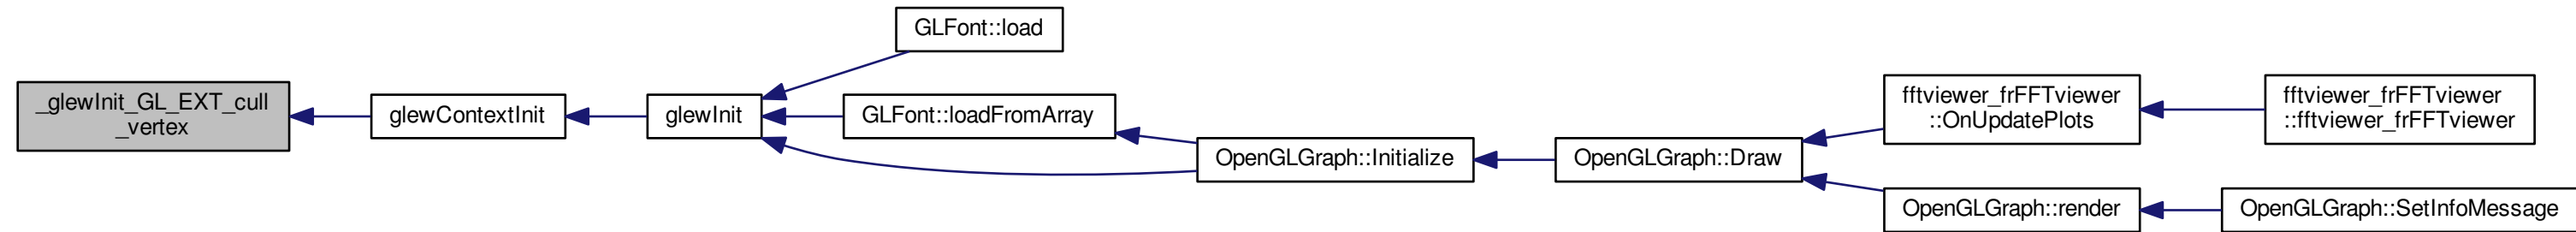 _glewInit_GL_EXT_cull
_vertex
glewContextInit
glewInit
GLFont::load
GLFont::loadFromArray
OpenGLGraph::Initialize
OpenGLGraph::Draw
fftviewer_frFFTviewer
::OnUpdatePlots
fftviewer_frFFTviewer
::fftviewer_frFFTviewer
OpenGLGraph::render
OpenGLGraph::SetInfoMessage